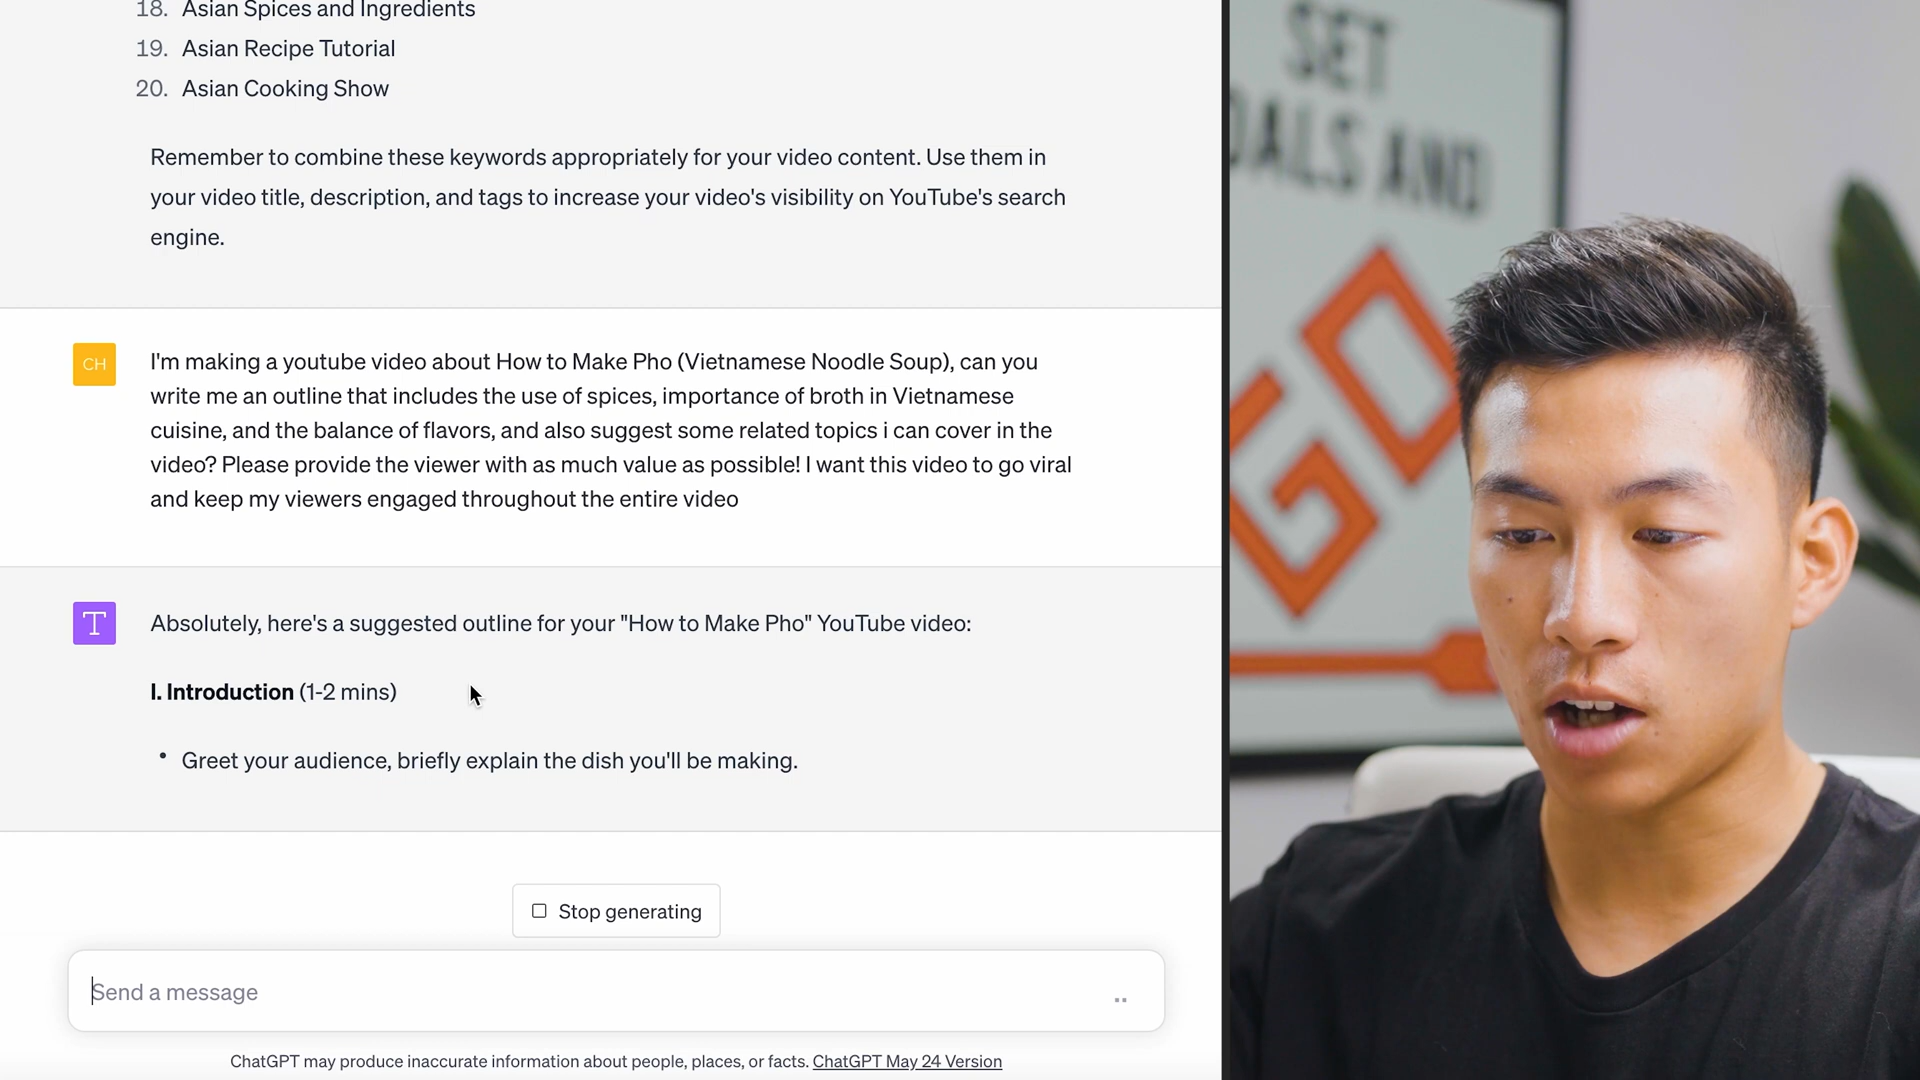 18. Asian Spices and Ingredients
19. Asian Recipe Tutorial
20. Asian Cooking Show
Remember to combine these keywords appropriately for your video content. Use them in
your video title, description, and tags to increase your video's visibility on YouTube's search
engine.
CH
I'm making a youtube video about How to Make Pho (Vietnamese Noodle Soup), can you
write me an outline that includes the use of spices, importance of broth in Vietnamese
cuisine, and the balance of flavors, and also suggest some related topics i can cover in the
video? Please provide the viewer with as much value as possible! I want this video to go viral
and keep my viewers engaged throughout the entire video
T
Absolutely, here's a suggested outline for your "How to Make Pho" YouTube video:
I. Introduction (1-2 mins)
• Greet your audience, briefly explain the dish you'll be making.
Stop generating
Send a message
ChatGPT may produce inaccurate information about people, places, or facts. ChatGPT May 24 Version
SET
OALS AND
GO